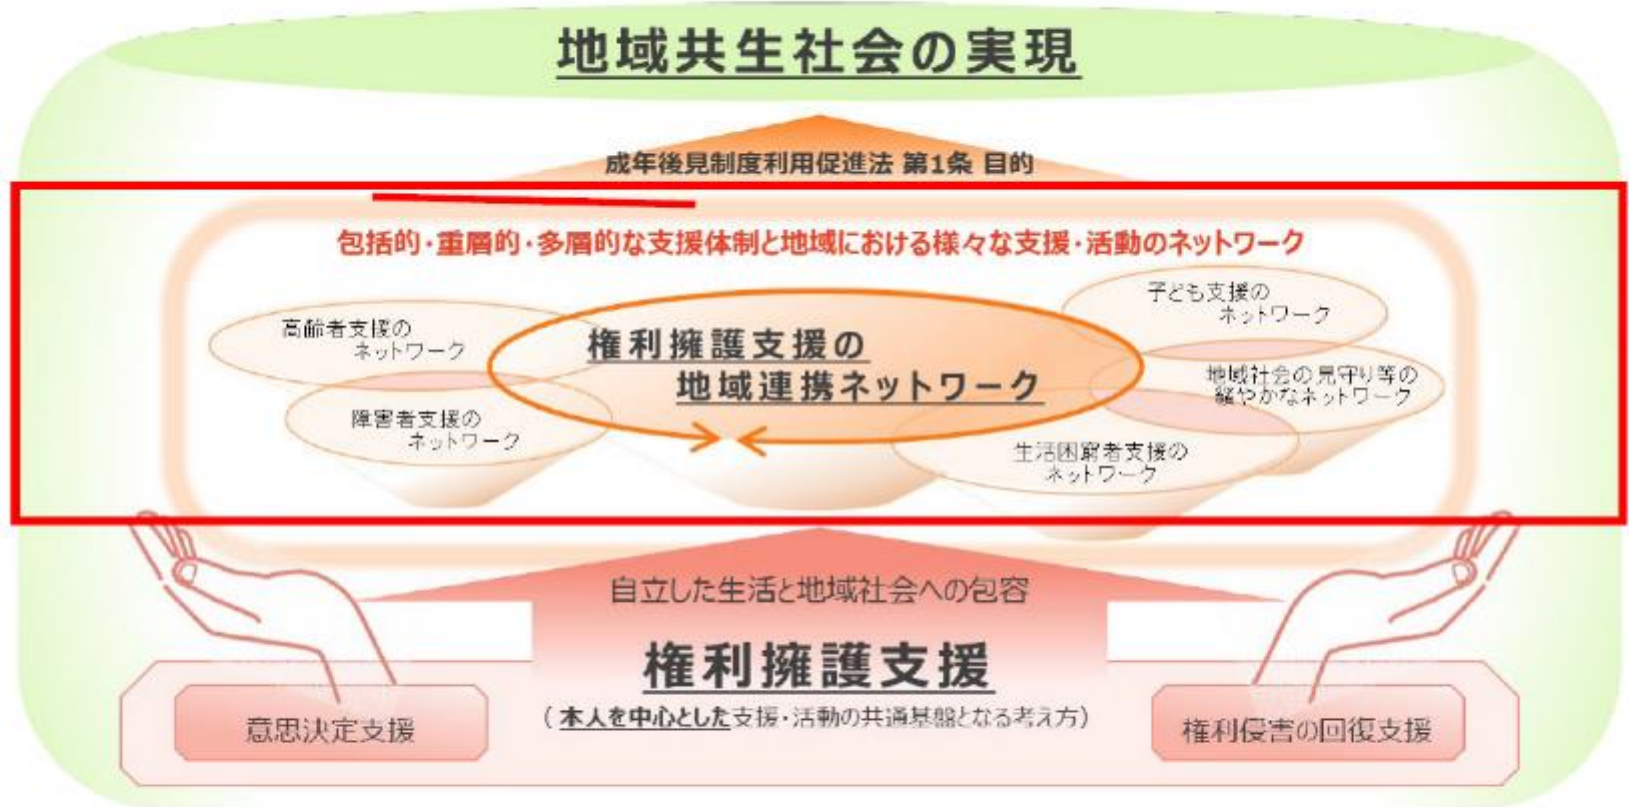 地域共生社会の実現
成年後見制度利用促進法 第1条 目的
包括的・重層的・多層的な支援体制と地域における様々な支援・活動のネットワーク
高齢者支援の
ネットワーク
障害者支援の
ネットワーク
権利擁護支援の
地域連携ネットワーク
子ども支援の
ネットワーク
地域社会の見守り等の
緩やかなネットワーク
生活困窮者支援の
ネットワーク
自立した生活と地域社会への包容
権利擁護支援
(本人を中心とした支援・活動の共通基盤となる考え方)
意思決定支援
権利侵害の回復支援